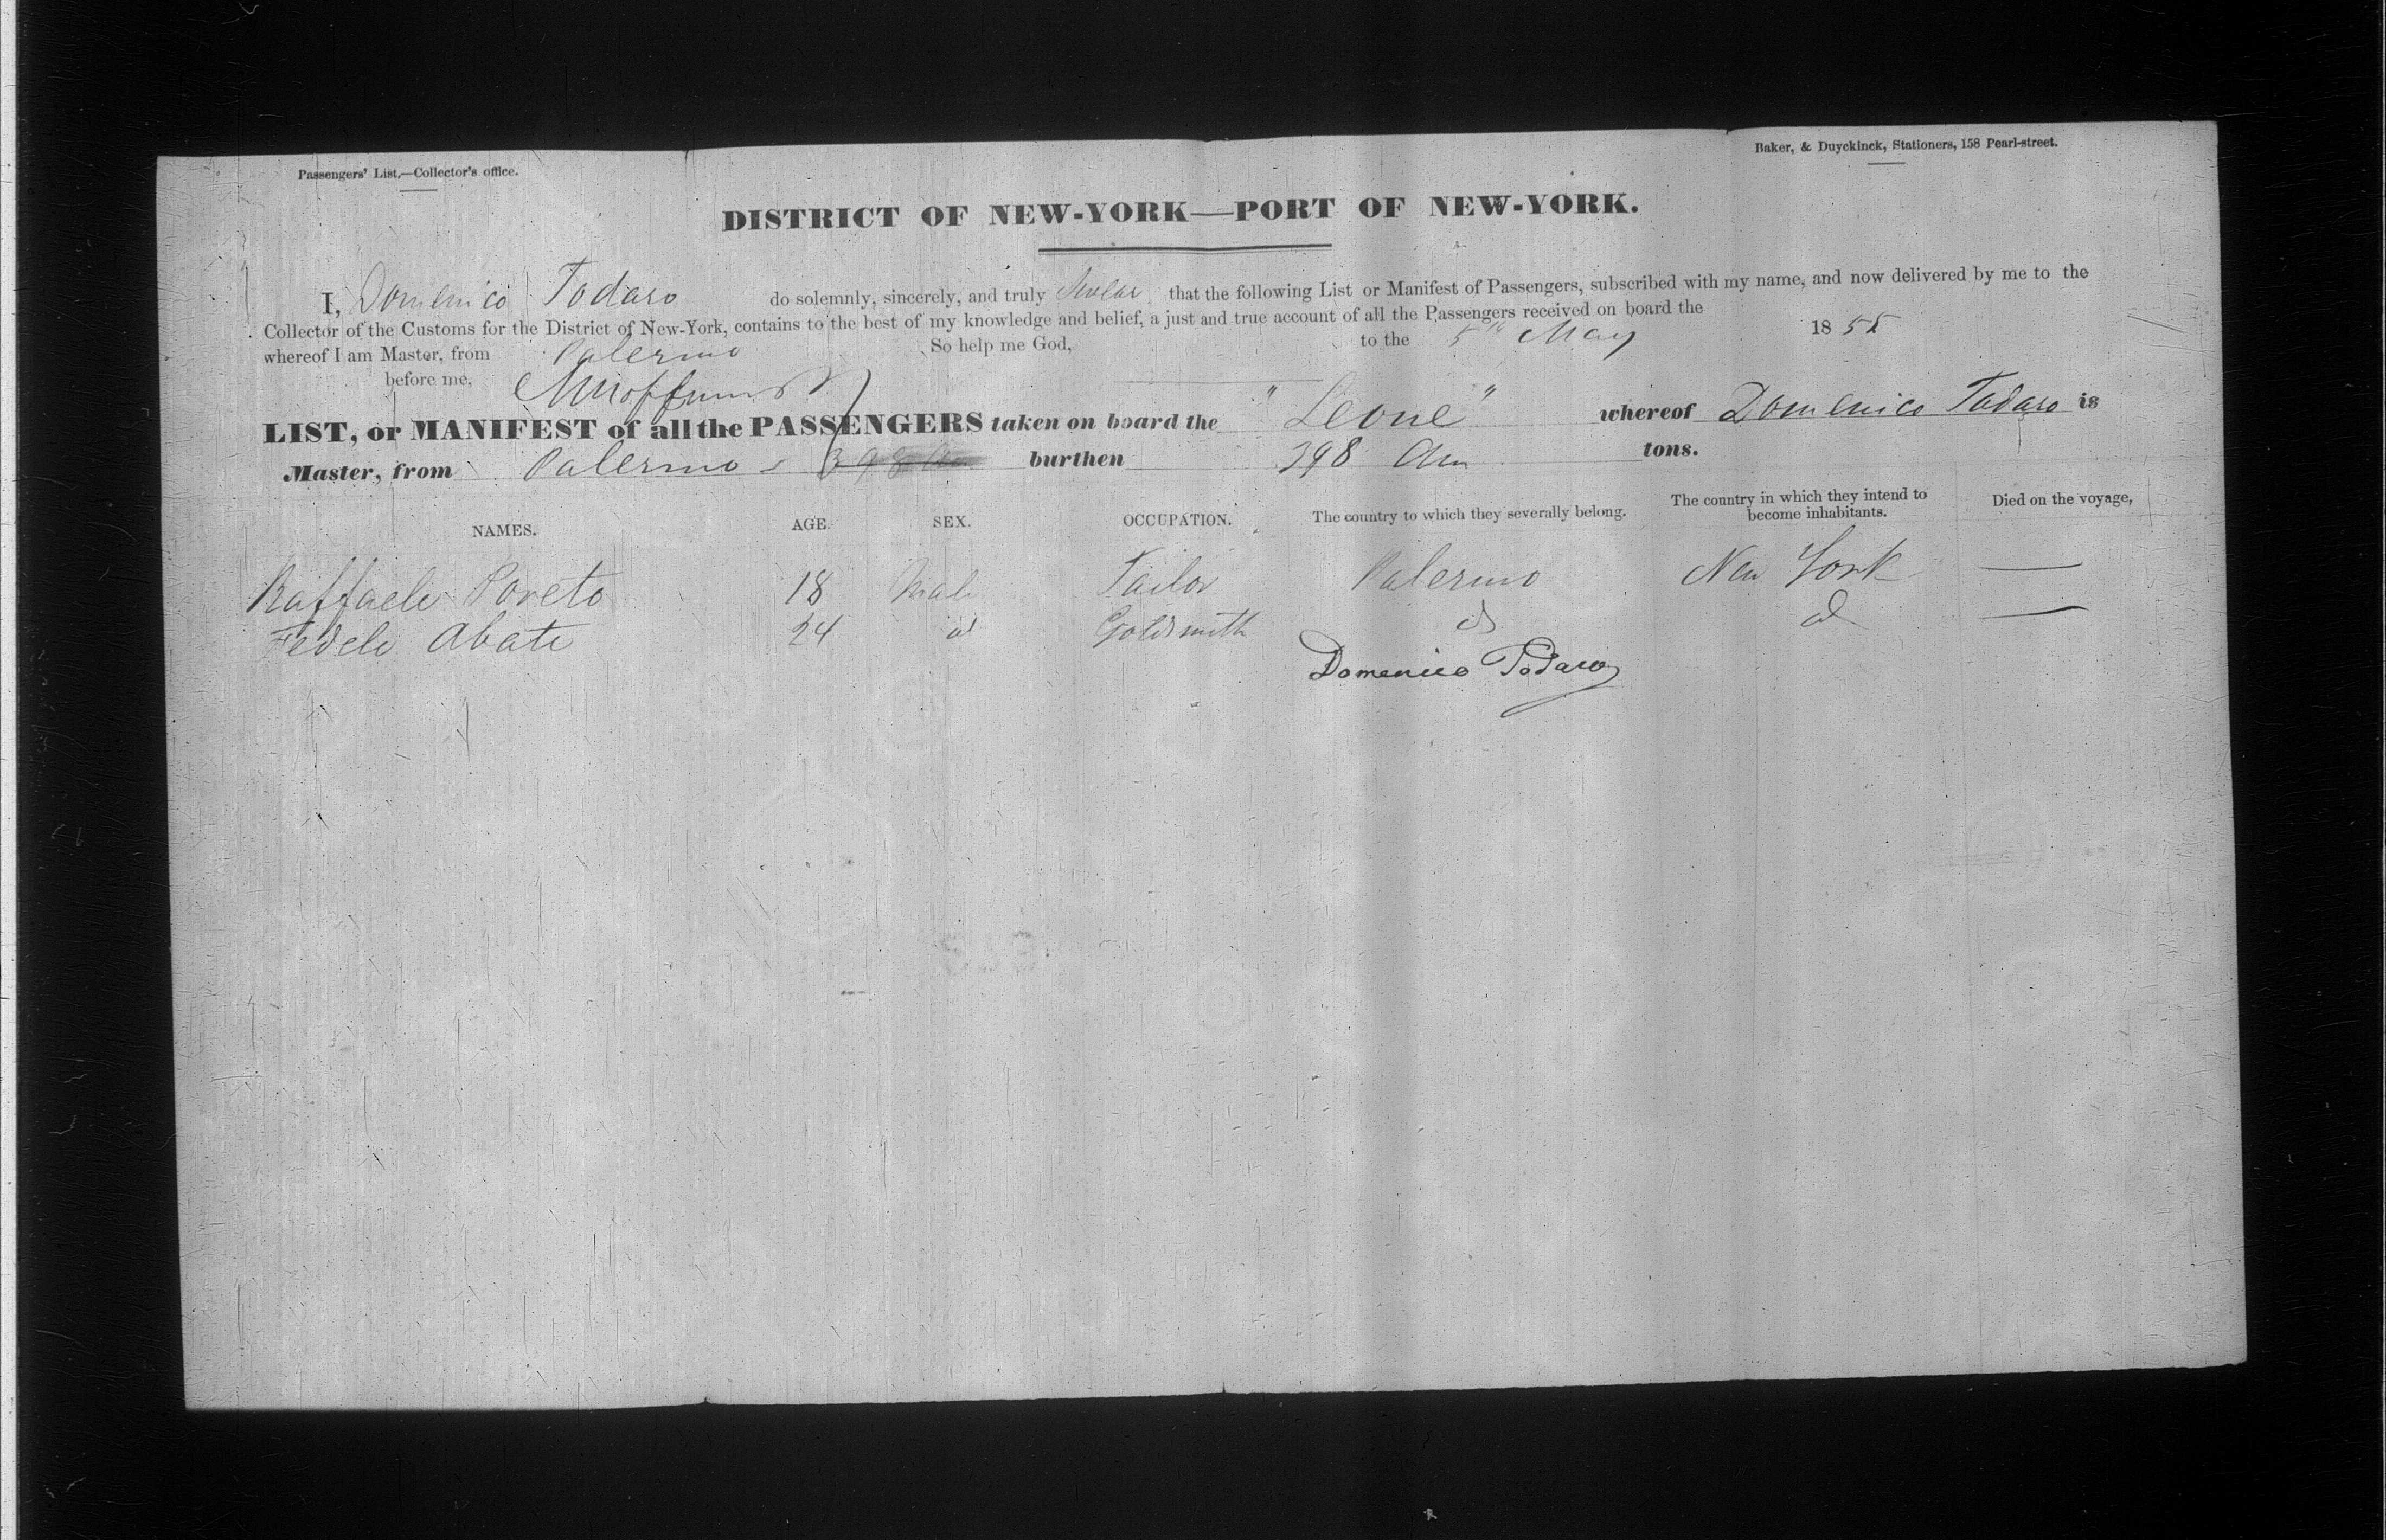 Passengers' List.—Collector's office.
Baker, & Duyckinck, Stationers, 158 Pearl-street.
DISTRICT OF NEW-YORK—PORT OF NEW-YORK.
I, Domenico Todaro do solemnly, sincerely, and truly swear that the following List or Manifest of Passengers, subscribed with my name, and now delivered by me to the
Collector of the Customs for the District of New-York, contains to the best of my knowledge and belief, a just and true account of all the Passengers received on board the
whereof I am Master, from Palermo So help me God, to the 5th May 1855
before me,
LIST, or MANIFEST of all the PASSENGERS taken on board the "Leone" whereof Domenico Todaro is
Master, from Palermo burthen 398 tons.
NAMES. AGE. SEX. OCCUPATION. The country to which they severally belong. The country in which they intend to become inhabitants. Died on the voyage,
Raffaele Poreto 18 Male Tailor Palermo New York —
Fedele Abate 24 d Goldsmith d d —
Domenico Todaro